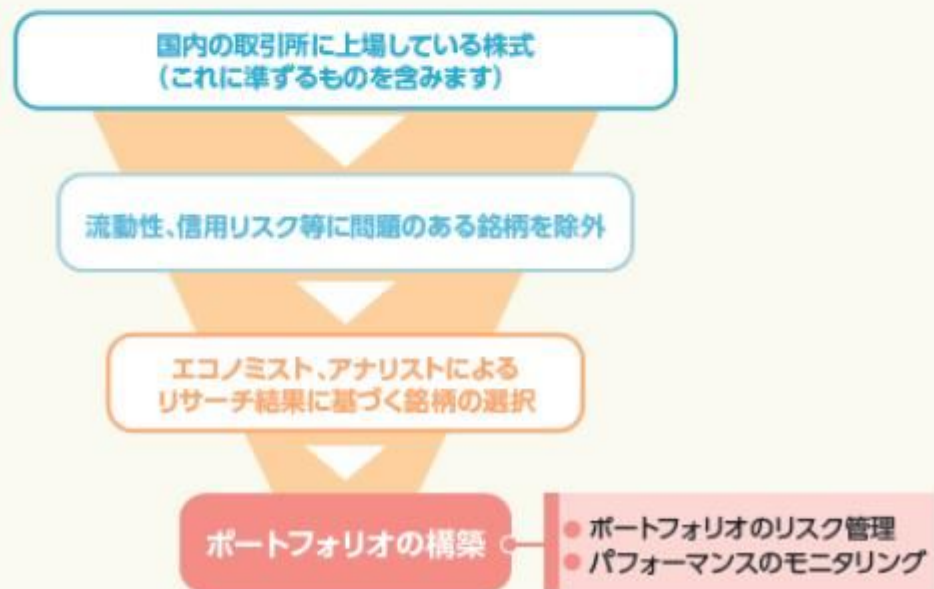 国内の取引所に上場している株式
(これに準ずるものを含みます)
流動性、信用リスク等に問題のある銘柄を除外
エコノミスト、アナリストによる
リサーチ結果に基づく銘柄の選択
ポートフォリオの構築
● ポートフォリオのリスク管理
● パフォーマンスのモニタリング